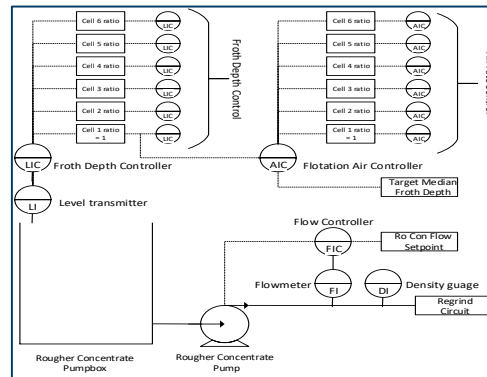 Cell 6 ratio
LIC
Cell 5 ratio
LIC
Cell 4 ratio
LIC
Cell 3 ratio
LIC
Cell 2 ratio
LIC
Cell 1 ratio
= 1
LIC
Froth Depth Control
Cell 6 ratio
AIC
Cell 5 ratio
AIC
Cell 4 ratio
AIC
Cell 3 ratio
AIC
Cell 2 ratio
AIC
Cell 1 ratio
= 1
AIC
LIC
Froth Depth Controller
AIC
Flotation Air Controller
Target Median
Froth Depth
LI
Level transmitter
Flow Controller
FIC
Ro Con Flow
Setpoint
Flowmeter
FI
DI
Density guage
Regrind
Circuit
Rougher Concentrate
Pumpbox
Rougher Concentrate
Pump